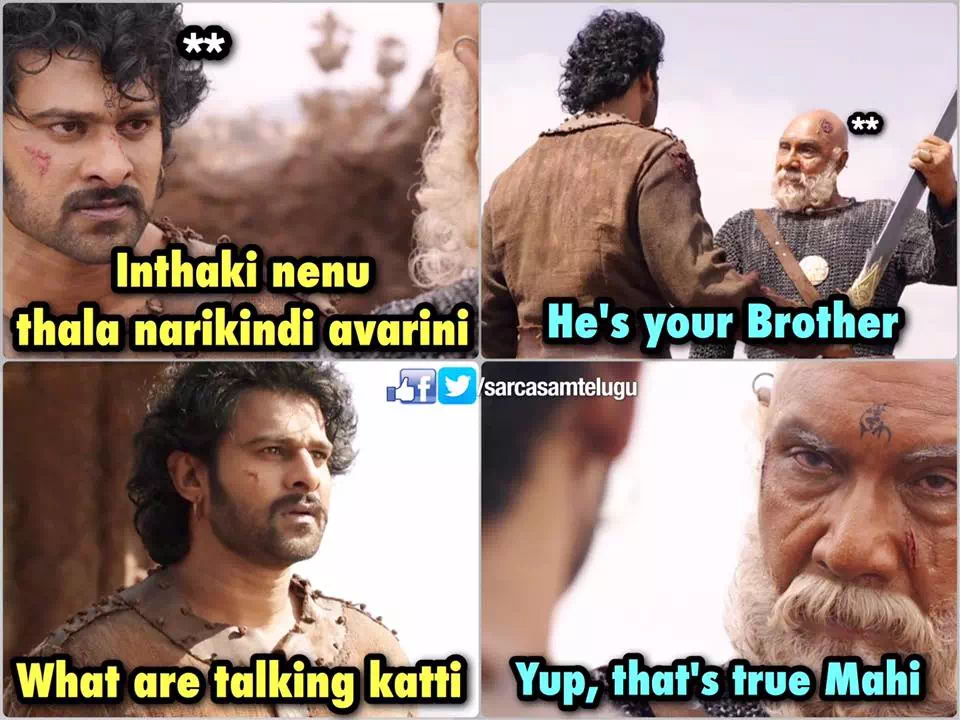 **
Inthaki nenu
thala narikindi avarini
**
He's your Brother
f /sarcasamtelugu
What are talking katti
Yup, that's true Mahi